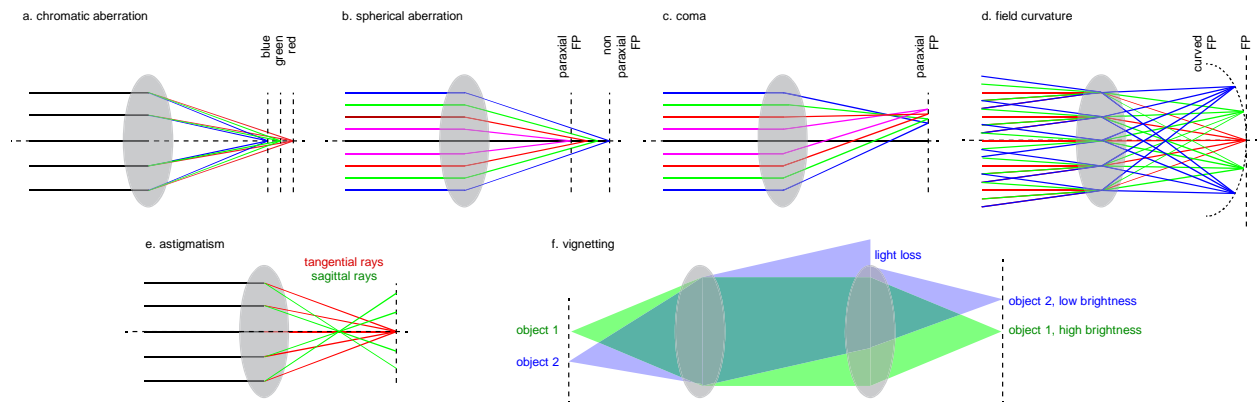 a. chromatic aberration
blue
green
red
b. spherical aberration
paraxial
FP
non
paraxial
FP
c. coma
paraxial
FP
d. field curvature
curved
FP
FP
e. astigmatism
tangential rays
sagittal rays
f. vignetting
light loss
object 1
object 2
object 2, low brightness
object 1, high brightness